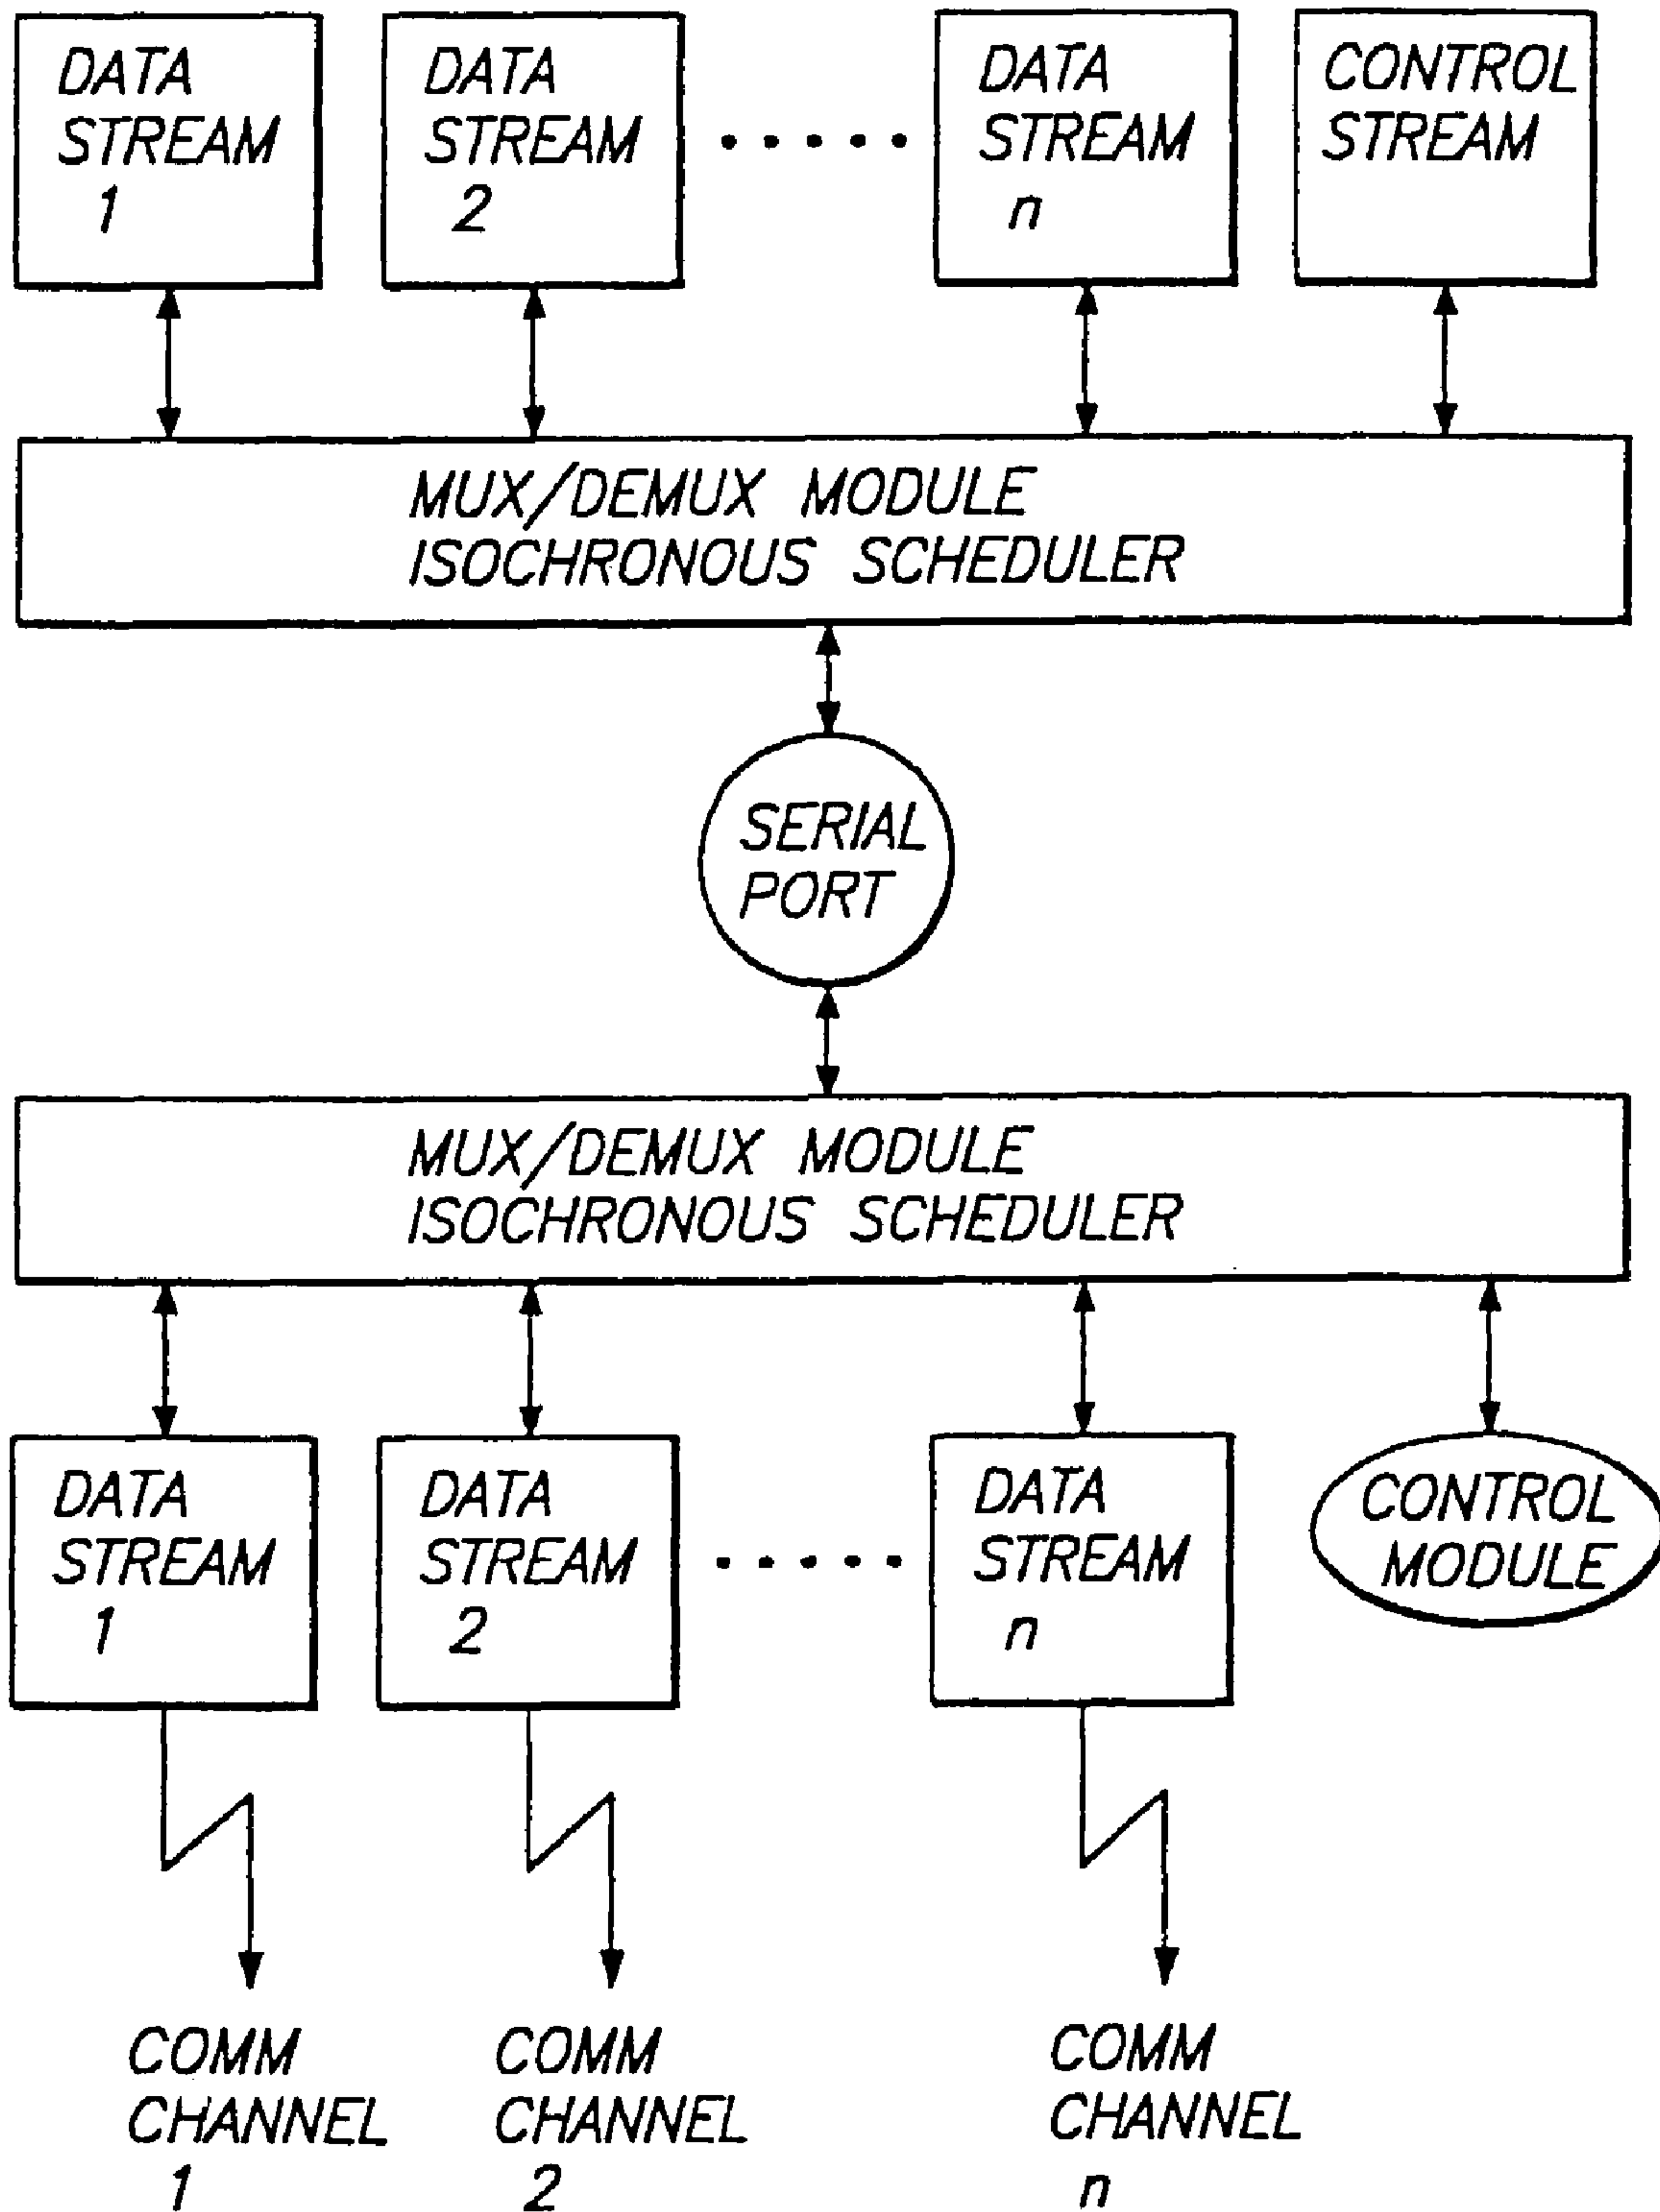 DATA
STREAM
1
DATA
STREAM
2
DATA
STREAM
n
CONTROL
STREAM
MUX/DEMUX MODULE
ISOCHRONOUS SCHEDULER
SERIAL
PORT
MUX/DEMUX MODULE
ISOCHRONOUS SCHEDULER
DATA
STREAM
1
DATA
STREAM
2
DATA
STREAM
n
CONTROL
MODULE
COMM
CHANNEL
1
COMM
CHANNEL
2
COMM
CHANNEL
n